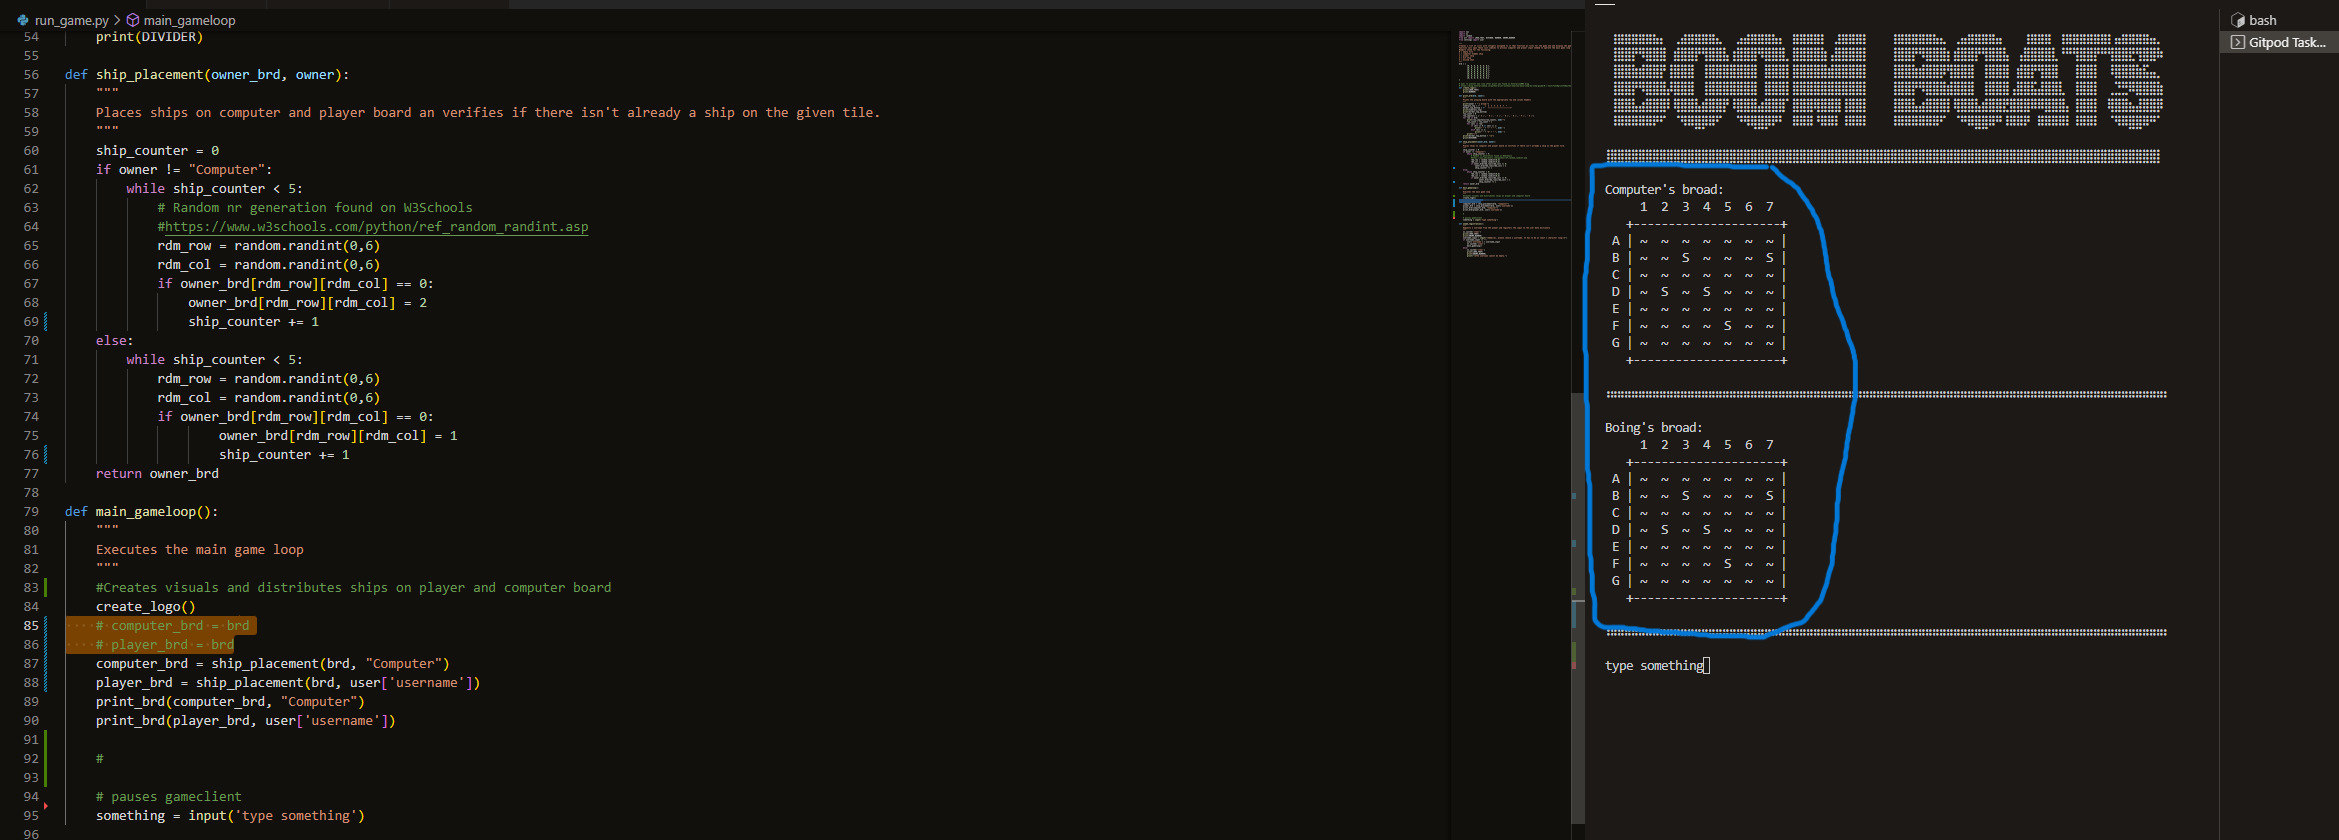 run_game.py > main_gameloop
54 print(DIVIDER)
55
56 def ship_placement(owner_brd, owner):
57 """
58 Places ships on computer and player board an verifies if there isn't already a ship on the given tile.
59 """
60 ship_counter = 0
61 if owner != "Computer":
62 while ship_counter < 5:
63 # Random nr generation found on W3Schools
64 #https://www.w3schools.com/python/ref_random_randint.asp
65 rdm_row = random.randint(0,6)
66 rdm_col = random.randint(0,6)
67 if owner_brd[rdm_row][rdm_col] == 0:
68 owner_brd[rdm_row][rdm_col] = 2
69 ship_counter += 1
70 else:
71 while ship_counter < 5:
72 rdm_row = random.randint(0,6)
73 rdm_col = random.randint(0,6)
74 if owner_brd[rdm_row][rdm_col] == 0:
75 owner_brd[rdm_row][rdm_col] = 1
76 ship_counter += 1
77 return owner_brd
78
79 def main_gameloop():
80 """
81 Executes the main game loop
82 """
83 #Creates visuals and distributes ships on player and computer board
84 create_logo()
85 # computer_brd = brd
86 # player_brd = brd
87 computer_brd = ship_placement(brd, "Computer")
88 player_brd = ship_placement(brd, user['username'])
89 print_brd(computer_brd, "Computer")
90 print_brd(player_brd, user['username'])
91
92 #
93
94 # pauses gameclient
95 something = input('type something')
96
BOOM BOATS
Computer's broad:
1 2 3 4 5 6 7
+---------------------+
A | ~ ~ ~ ~ ~ ~ ~ |
B | ~ ~ S ~ ~ ~ S |
C | ~ ~ ~ ~ ~ ~ ~ |
D | ~ S ~ S ~ ~ ~ |
E | ~ ~ ~ ~ ~ ~ ~ |
F | ~ ~ ~ ~ S ~ ~ |
G | ~ ~ ~ ~ ~ ~ ~ |
+---------------------+
Boing's broad:
1 2 3 4 5 6 7
+---------------------+
A | ~ ~ ~ ~ ~ ~ ~ |
B | ~ ~ S ~ ~ ~ S |
C | ~ ~ ~ ~ ~ ~ ~ |
D | ~ S ~ S ~ ~ ~ |
E | ~ ~ ~ ~ ~ ~ ~ |
F | ~ ~ ~ ~ S ~ ~ |
G | ~ ~ ~ ~ ~ ~ ~ |
+---------------------+
type something
bash
Gitpod Task...